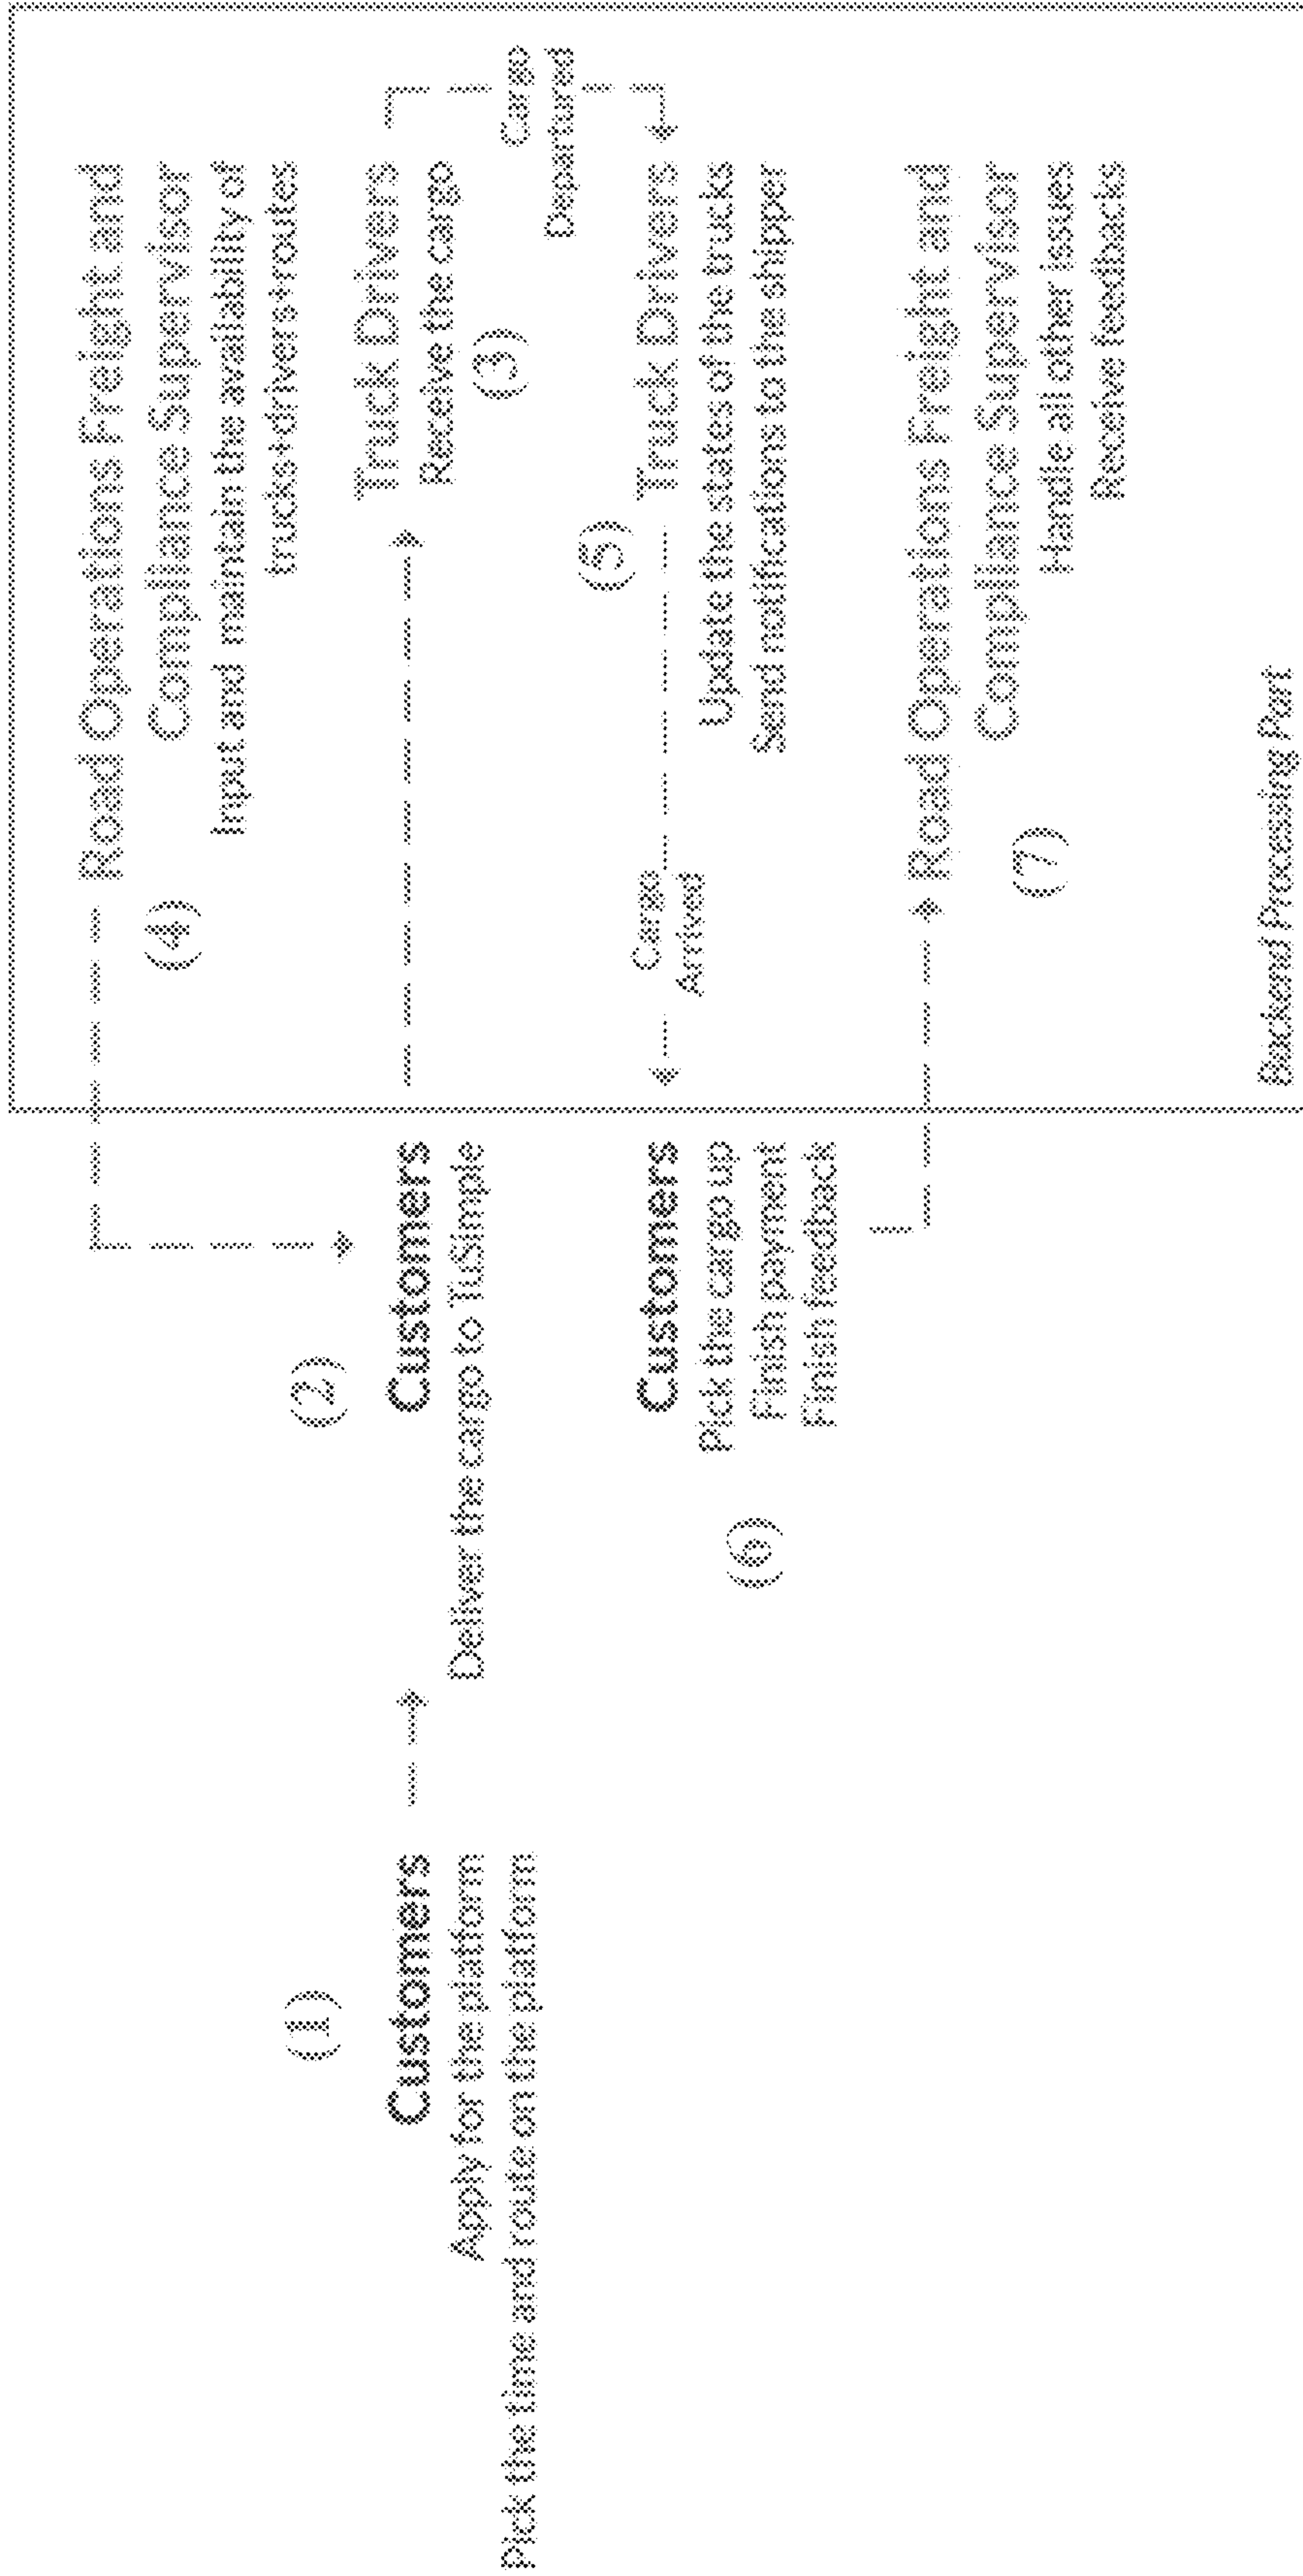 (1)
Customers
Apply for the platform
Pick the time and route on the platform
(2)
Customers
Deliver the cargo to TuSimple
Road Operations Freight and
Compliance Supervisor
Input and maintain the availability of
trucks+drivers+routes
(4)
Truck Drivers
Receive the cargo
(3)
Cargo
Departured
(5)
Truck Drivers
Update the states of the trucks
Send notifications to the shipper
Cargo
Arrived
Customers
Pick the cargo up
Finish payment
Finish feedback
(6)
Road Operations Freight and
Compliance Supervisor
Handle all other issues
Receive feedbacks
(7)
Backend Processing Part